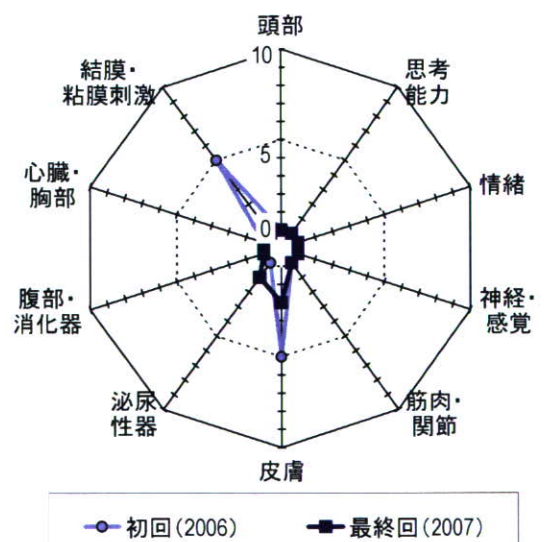 頭部
10
結膜・
粘膜刺激
思考
能力
5
心臓・
胸部
情緒
0
腹部・
消化器
神経・
感覚
泌尿
性器
筋肉・
関節
皮膚
初回(2006)
最終回(2007)